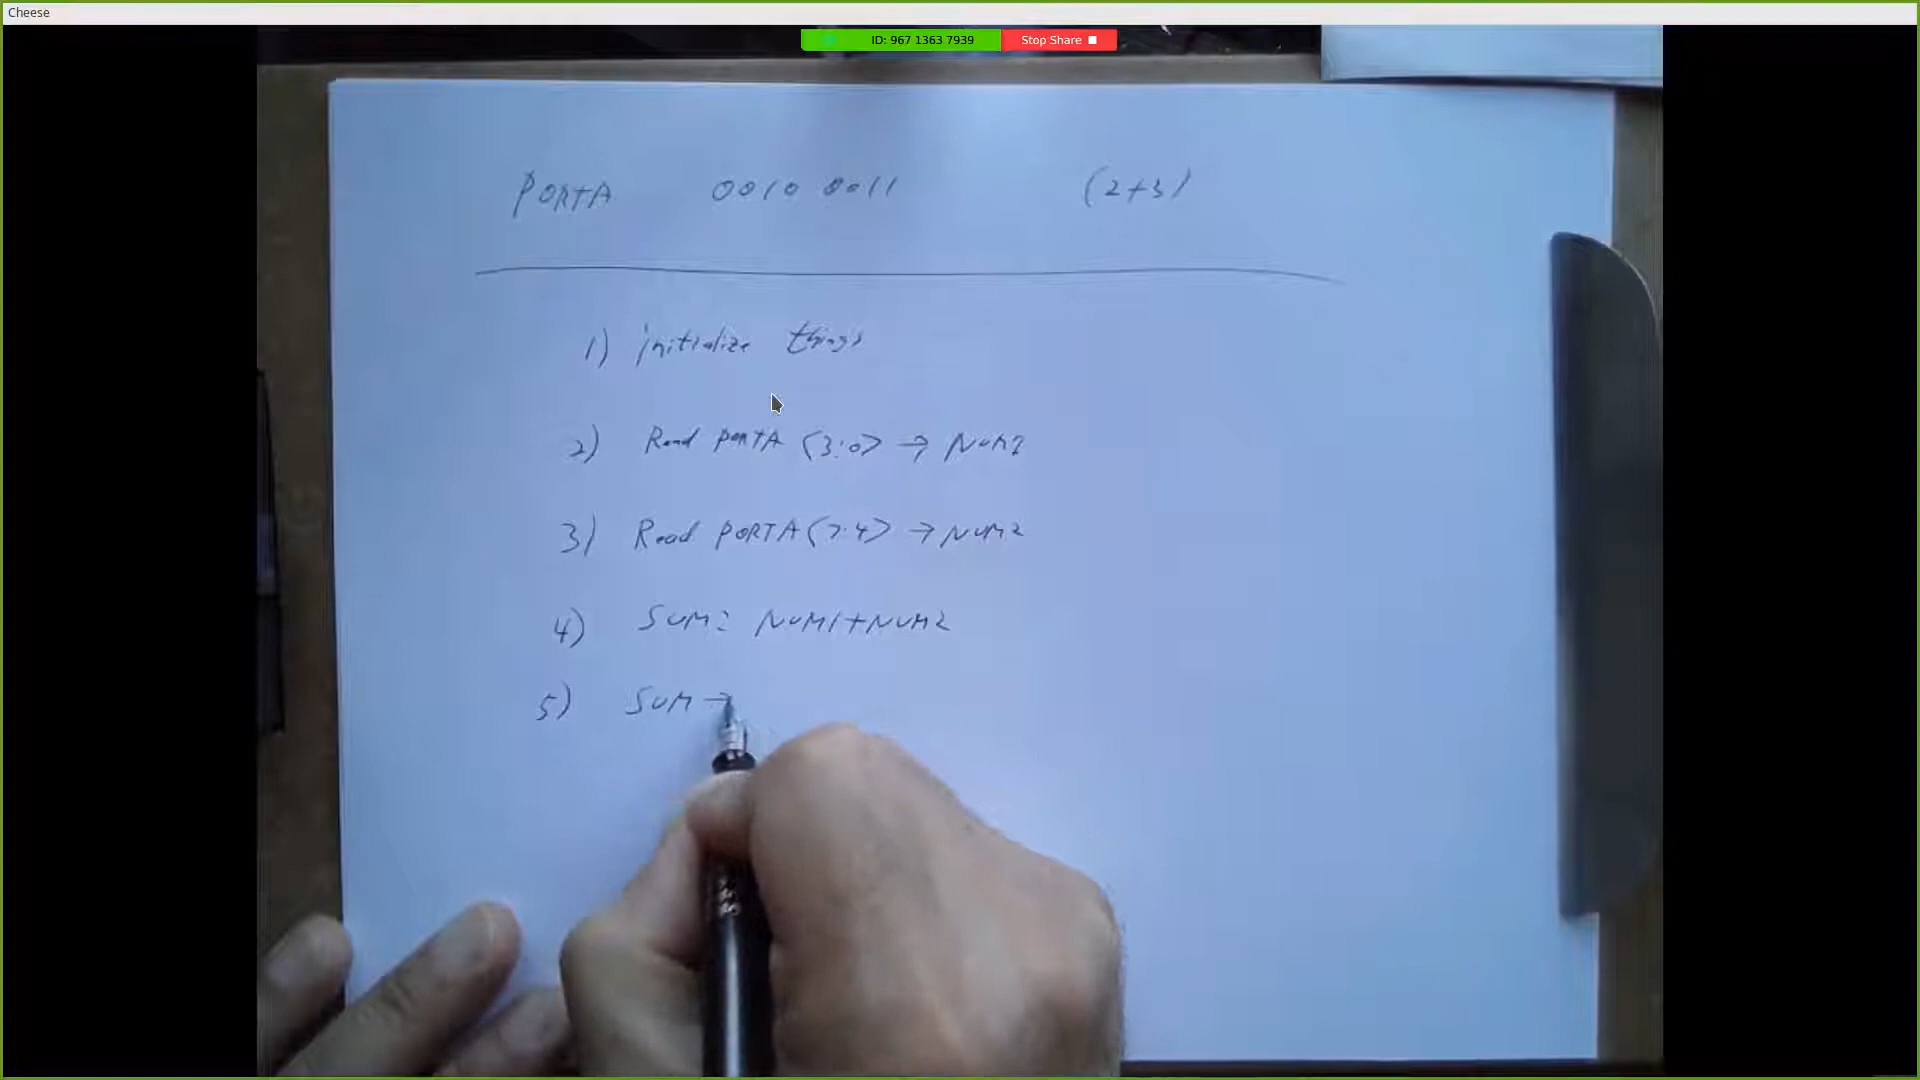 Cheese
ID: 967 1363 7939 Stop Share
PORTA 0010 0011 (2+3)
1) initialize things
2) Read PORTA <3:0> → NUM1
3) Read PORTA <7:4> → NUM2
4) SUM = NUM1+NUM2
5) SUM →